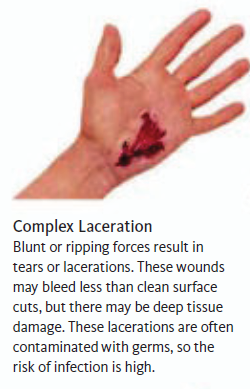 Complex Laceration
Blunt or ripping forces result in
tears or lacerations. These wounds
may bleed less than clean surface
cuts, but there may be deep tissue
damage. These lacerations are often
contaminated with germs, so the
risk of infection is high.